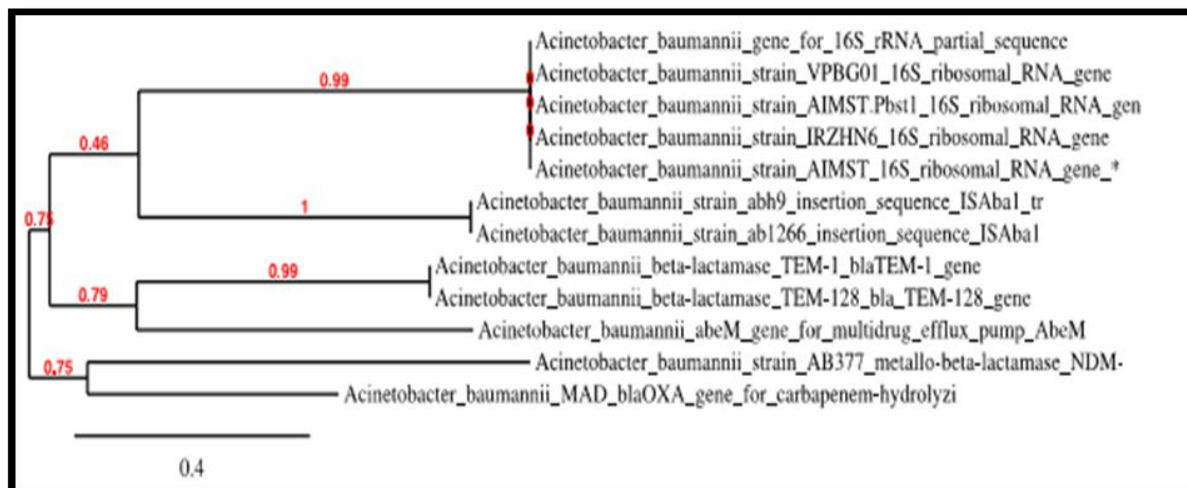 Acinetobacter_baumannii_gene_for_16S_rRNA_partial_sequence
0.99
Acinetobacter_baumannii_strain_VPBG01_16S_ribosomal_RNA_gene
Acinetobacter_baumannii_strain_AIMST.Pbst1_16S_ribosomal_RNA_gen
Acinetobacter_baumannii_strain_IRZHN6_16S_ribosomal_RNA_gene
0.46
Acinetobacter_baumannii_strain_AIMST_16S_ribosomal_RNA_gene_*
1
Acinetobacter_baumannii_strain_abh9_insertion_sequence_ISAba1_tr
0.75
Acinetobacter_baumannii_strain_ab1266_insertion_sequence_ISAba1
0.99
Acinetobacter_baumannii_beta-lactamase_TEM-1_blaTEM-1_gene
0.79
Acinetobacter_baumannii_beta-lactamase_TEM-128_bla_TEM-128_gene
Acinetobacter_baumannii_abeM_gene_for_multidrug_efflux_pump_AbeM
0.75
Acinetobacter_baumannii_strain_AB377_metallo-beta-lactamase_NDM-
Acinetobacter_baumannii_MAD_blaOXA_gene_for_carbapenem-hydrolyzi
0.4